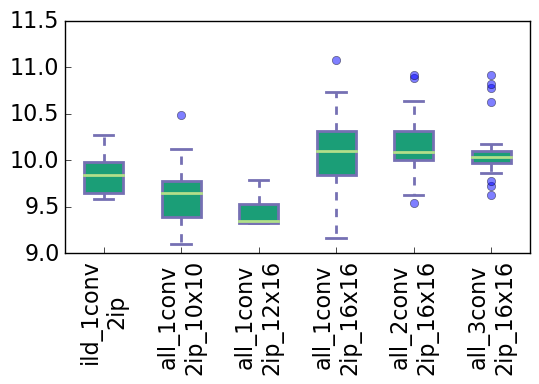 11.5
11.0
10.5
10.0
9.5
9.0
ild_1conv
2ip
all_1conv
2ip_10x10
all_1conv
2ip_12x16
all_1conv
2ip_16x16
all_2conv
2ip_16x16
all_3conv
2ip_16x16